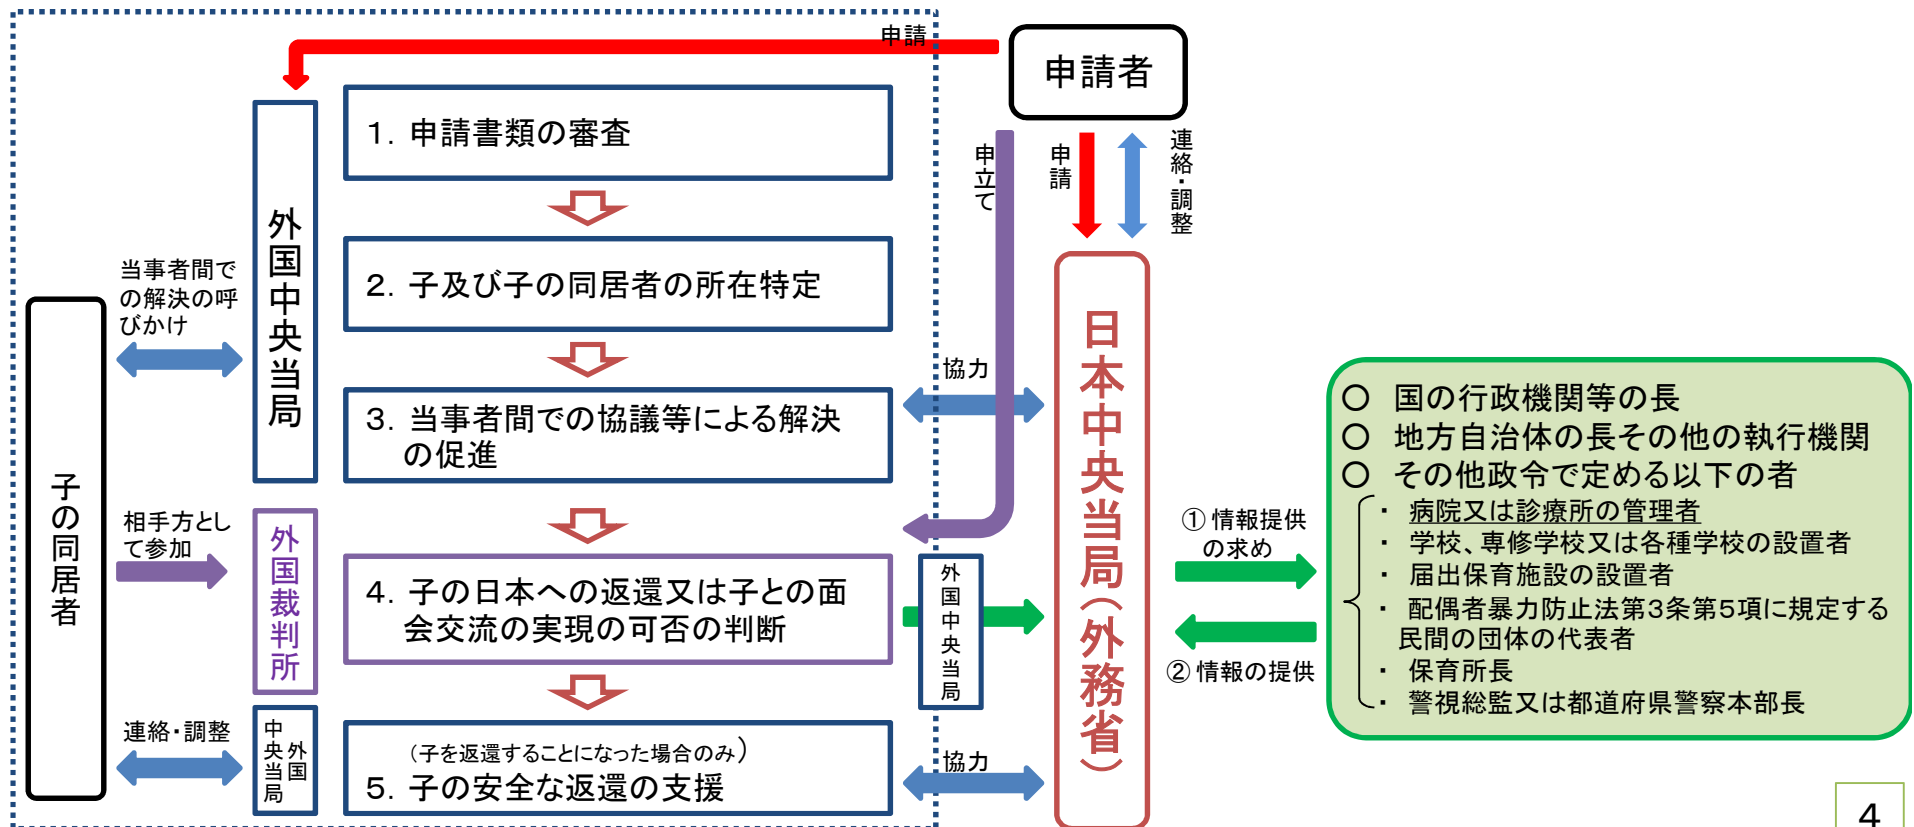 申請
申請者
申立て
申請
連絡・調整
外国中央当局
1. 申請書類の審査
2. 子及び子の同居者の所在特定
3. 当事者間での協議等による解決
の促進
当事者間で
の解決の呼
びかけ
協力
子の同居者
相手方とし
て参加
外国裁判所
4. 子の日本への返還又は子との面
会交流の実現の可否の判断
外国中央当局
連絡・調整
外国
中央当局
(子を返還することになった場合のみ)
5. 子の安全な返還の支援
協力
日本中央当局(外務省)
① 情報提供
の求め
② 情報の提供
○ 国の行政機関等の長
○ 地方自治体の長その他の執行機関
○ その他政令で定める以下の者
・ 病院又は診療所の管理者
・ 学校、専修学校又は各種学校の設置者
・ 届出保育施設の設置者
・ 配偶者暴力防止法第3条第5項に規定する
民間の団体の代表者
・ 保育所長
・ 警視総監又は都道府県警察本部長
4